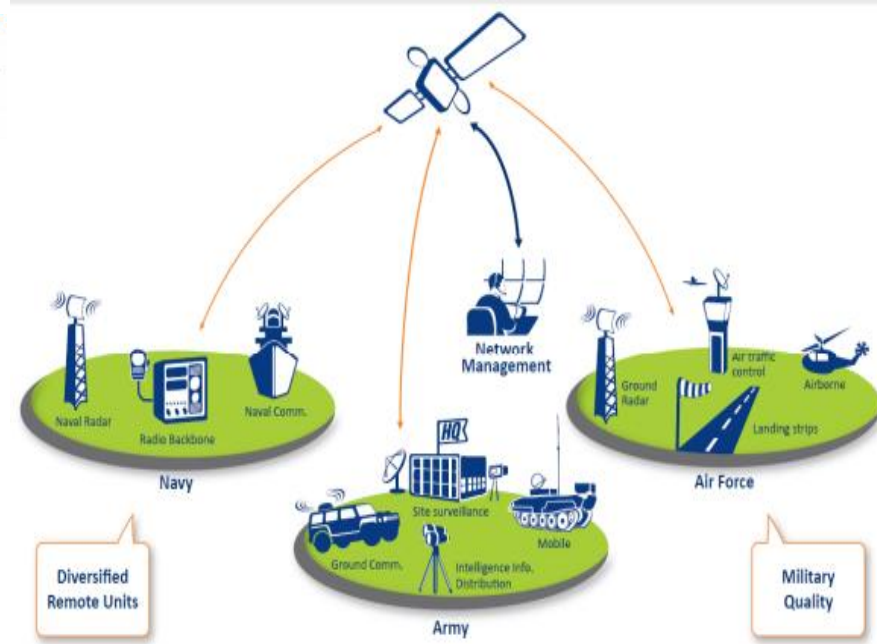 Network
Management
Naval Radar
Radio Backbone
Naval Comm.
Navy
Ground
Radar
Air traffic
control
Airborne
Landing strips
Air Force
HQ
Site surveillance
Ground Comm.
Intelligence Info.
Distribution
Mobile
Army
Diversified
Remote Units
Military
Quality